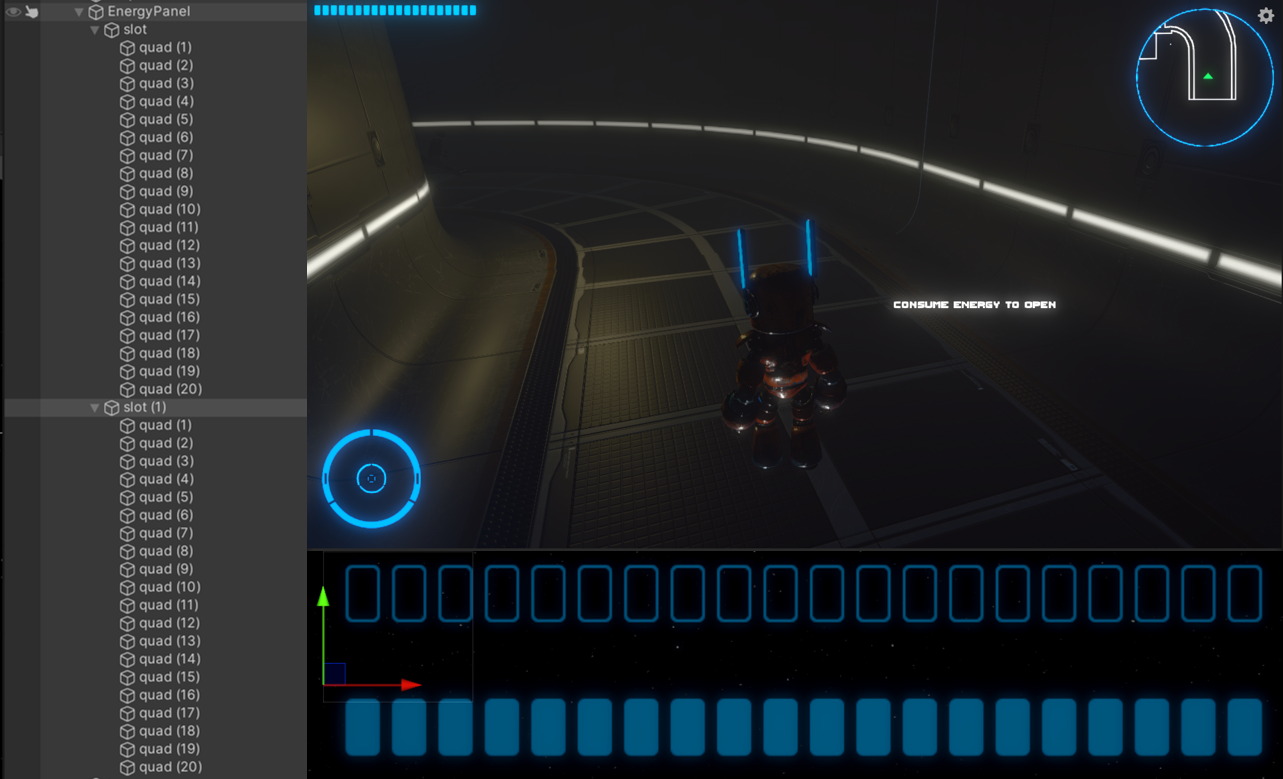 EnergyPanel
slot
quad (1)
quad (2)
quad (3)
quad (4)
quad (5)
quad (6)
quad (7)
quad (8)
quad (9)
quad (10)
quad (11)
quad (12)
quad (13)
quad (14)
quad (15)
quad (16)
quad (17)
quad (18)
quad (19)
quad (20)
slot (1)
quad (1)
quad (2)
quad (3)
quad (4)
quad (5)
quad (6)
quad (7)
quad (8)
quad (9)
quad (10)
quad (11)
quad (12)
quad (13)
quad (14)
quad (15)
quad (16)
quad (17)
quad (18)
quad (19)
quad (20)
CONSUME ENERGY TO OPEN